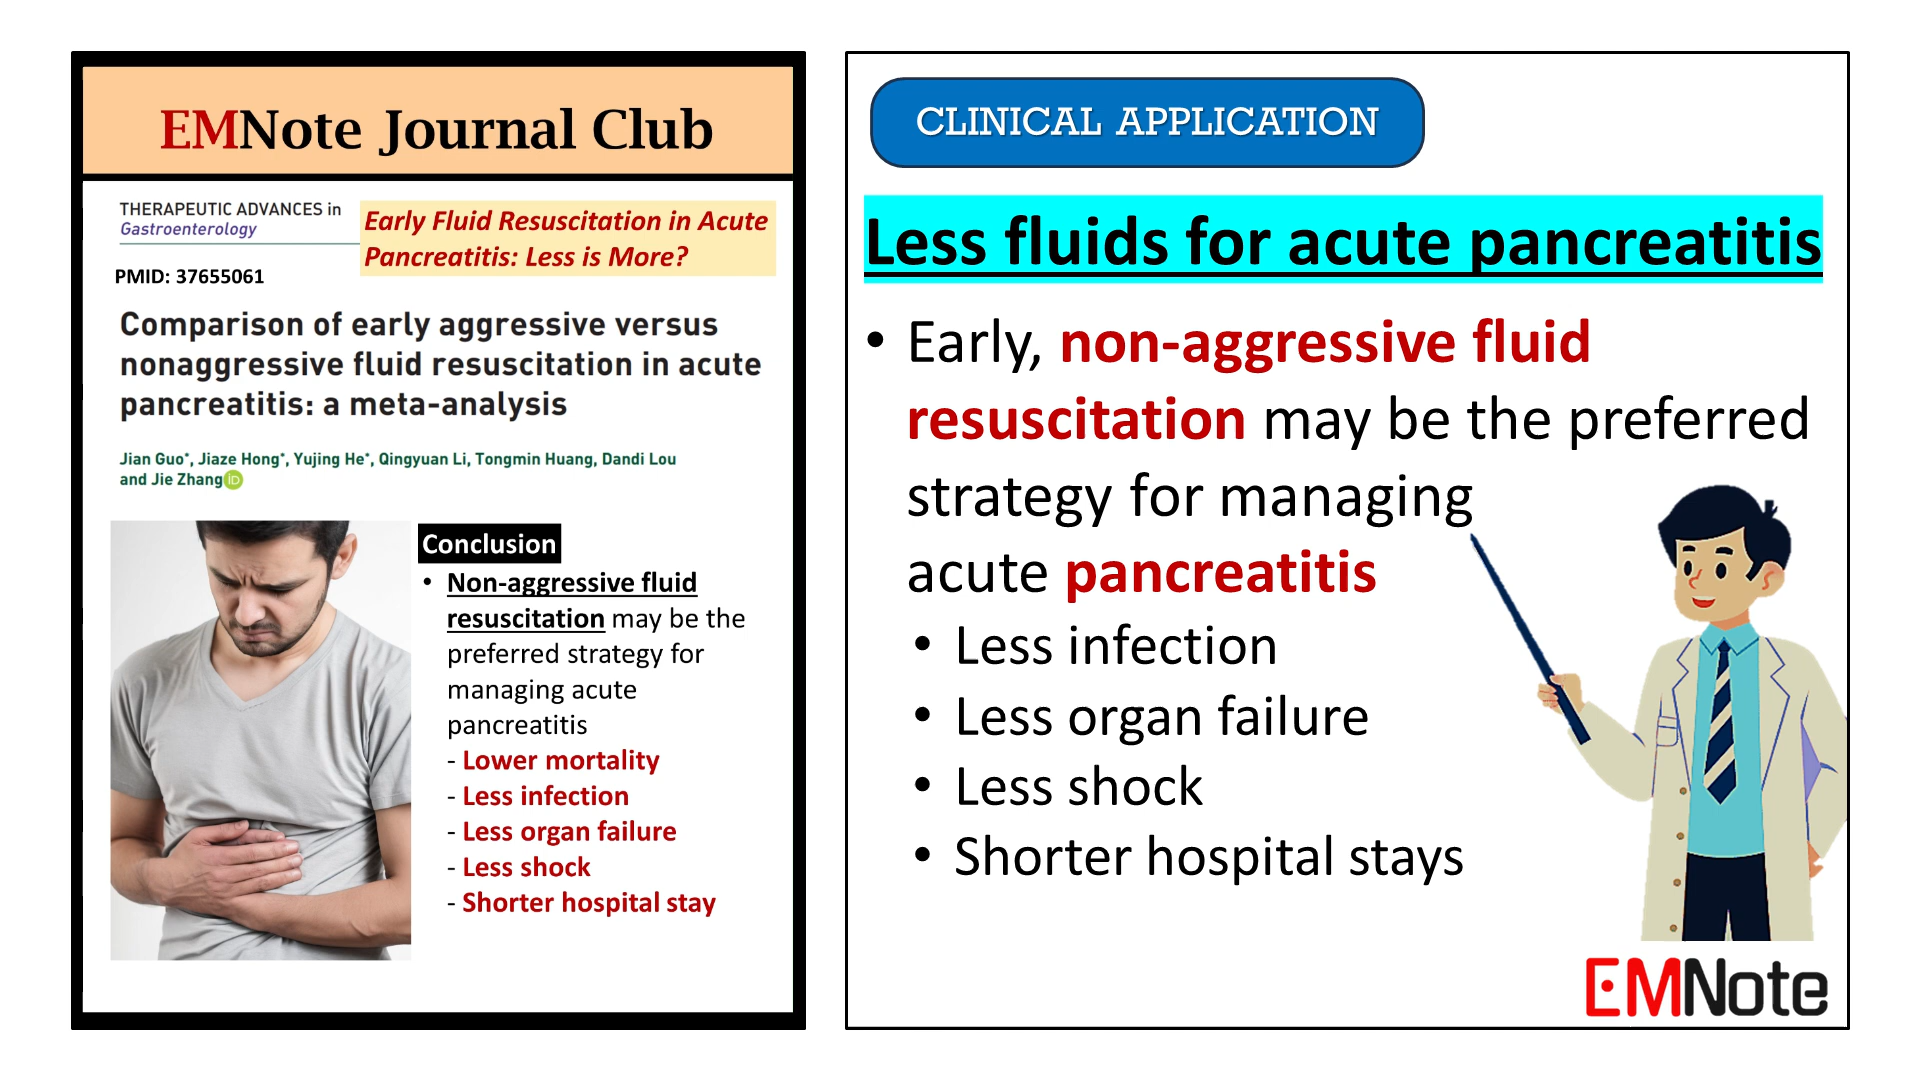 EMNote Journal Club
THERAPEUTIC ADVANCES in
Gastroenterology
Early Fluid Resuscitation in Acute
Pancreatitis: Less is More?
PMID: 37655061
Comparison of early aggressive versus
nonaggressive fluid resuscitation in acute
pancreatitis: a meta-analysis
Jian Guo*, Jiaze Hong*, Yujing He*, Qingyuan Li, Tongmin Huang, Dandi Lou
and Jie Zhang iD
Conclusion
• Non-aggressive fluid
resuscitation may be the
preferred strategy for
managing acute
pancreatitis
- Lower mortality
- Less infection
- Less organ failure
- Less shock
- Shorter hospital stay
CLINICAL APPLICATION
Less fluids for acute pancreatitis
• Early, non-aggressive fluid
resuscitation may be the preferred
strategy for managing
acute pancreatitis
• Less infection
• Less organ failure
• Less shock
• Shorter hospital stays
EMNote